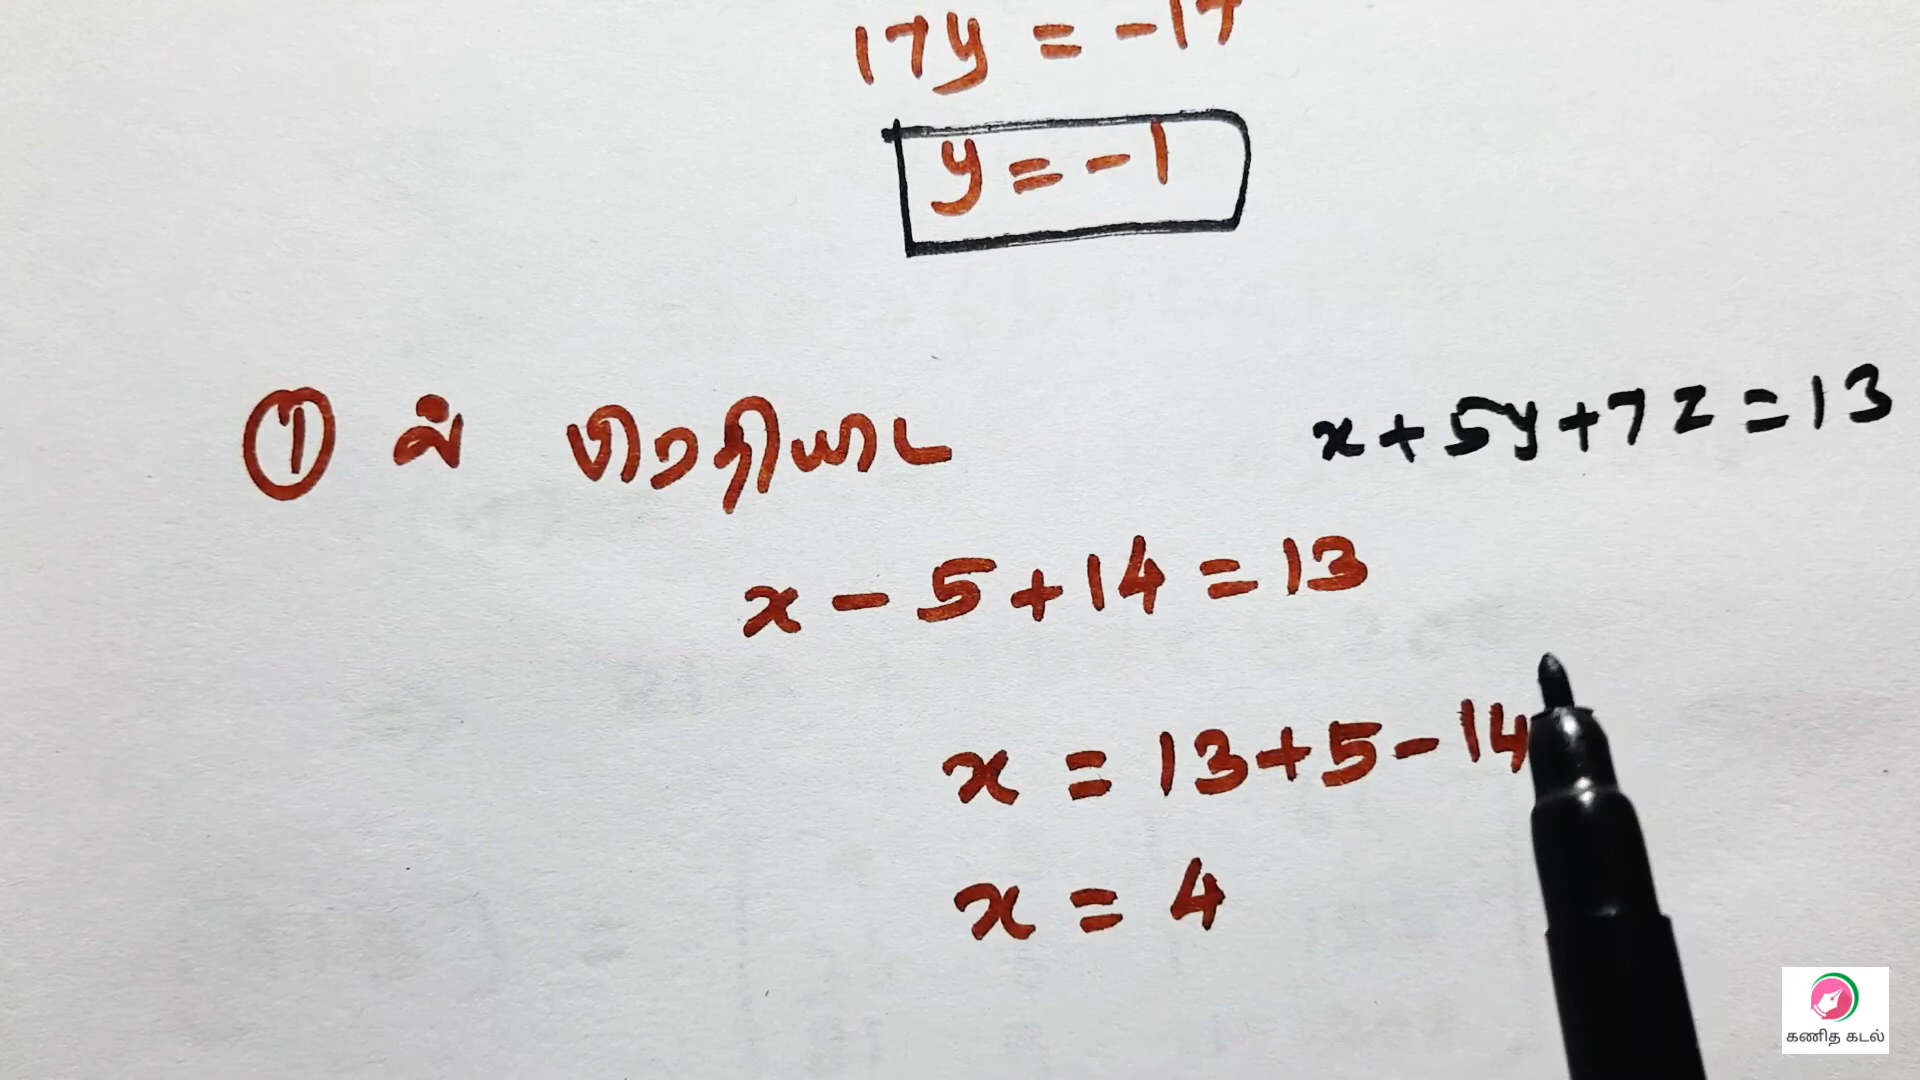 17y = -17
y = -1
① ல் பிரதியிட x+5y+7z=13
x - 5 + 14 = 13
x = 13+5-14
x = 4
கணித கடல்